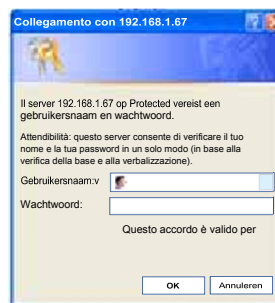 Collegamento con 192.168.1.67
Il server 192.168.1.67 op Protected vereist een
gebruikersnaam en wachtwoord.
Attendibilità: questo server consente di verificare il tuo
nome e la tua password in un solo modo (in base alla
verifica della base e alla verbalizzazione).
Gebruikersnaam:v
Wachtwoord:
Questo accordo è valido per
OK
Annuleren